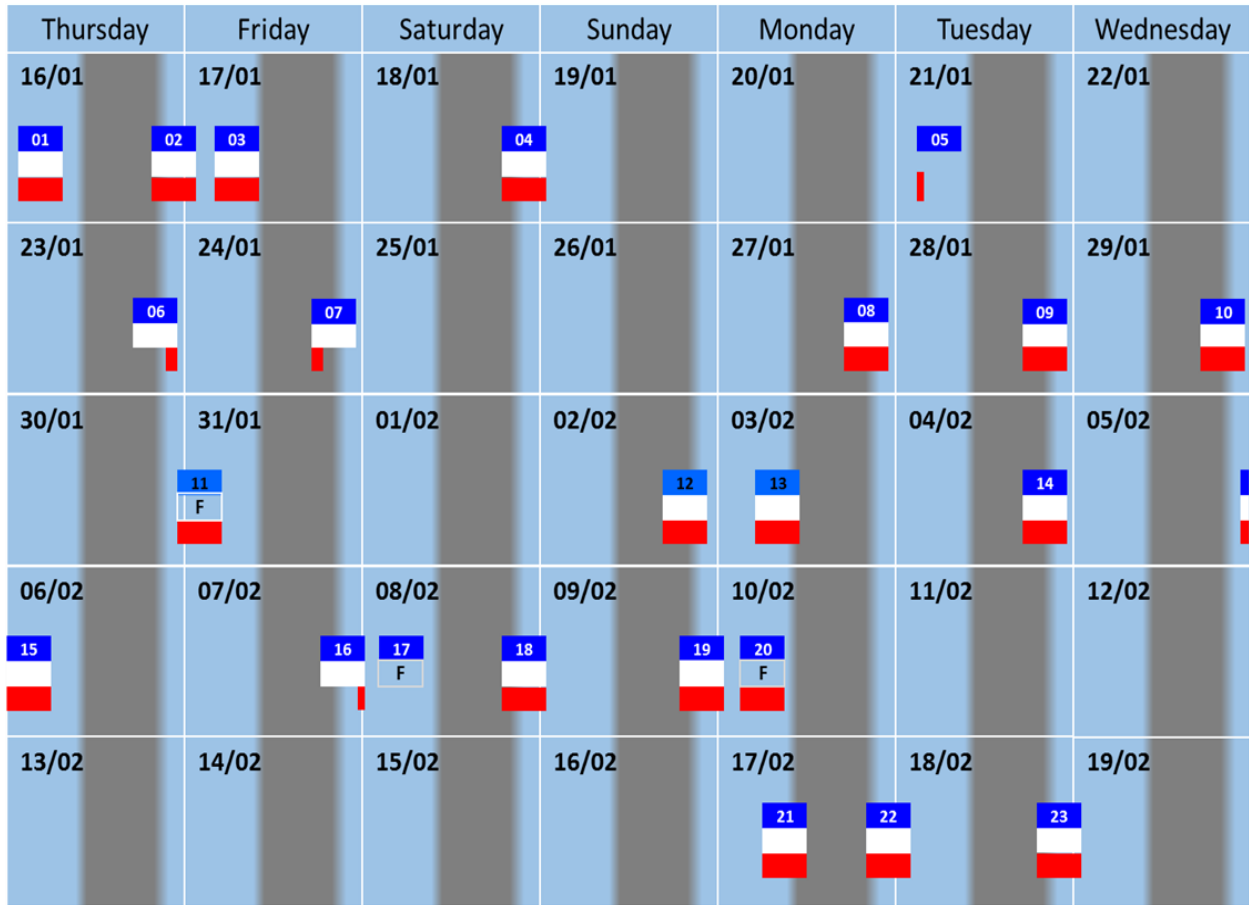 Thursday Friday Saturday Sunday Monday Tuesday Wednesday
16/01 17/01 18/01 19/01 20/01 21/01 22/01
01 02 03 04 05
23/01 24/01 25/01 26/01 27/01 28/01 29/01
06 07 08 09 10
30/01 31/01 01/02 02/02 03/02 04/02 05/02
11 12 13 14
F
06/02 07/02 08/02 09/02 10/02 11/02 12/02
15 16 17 18 19 20
F F
13/02 14/02 15/02 16/02 17/02 18/02 19/02
21 22 23